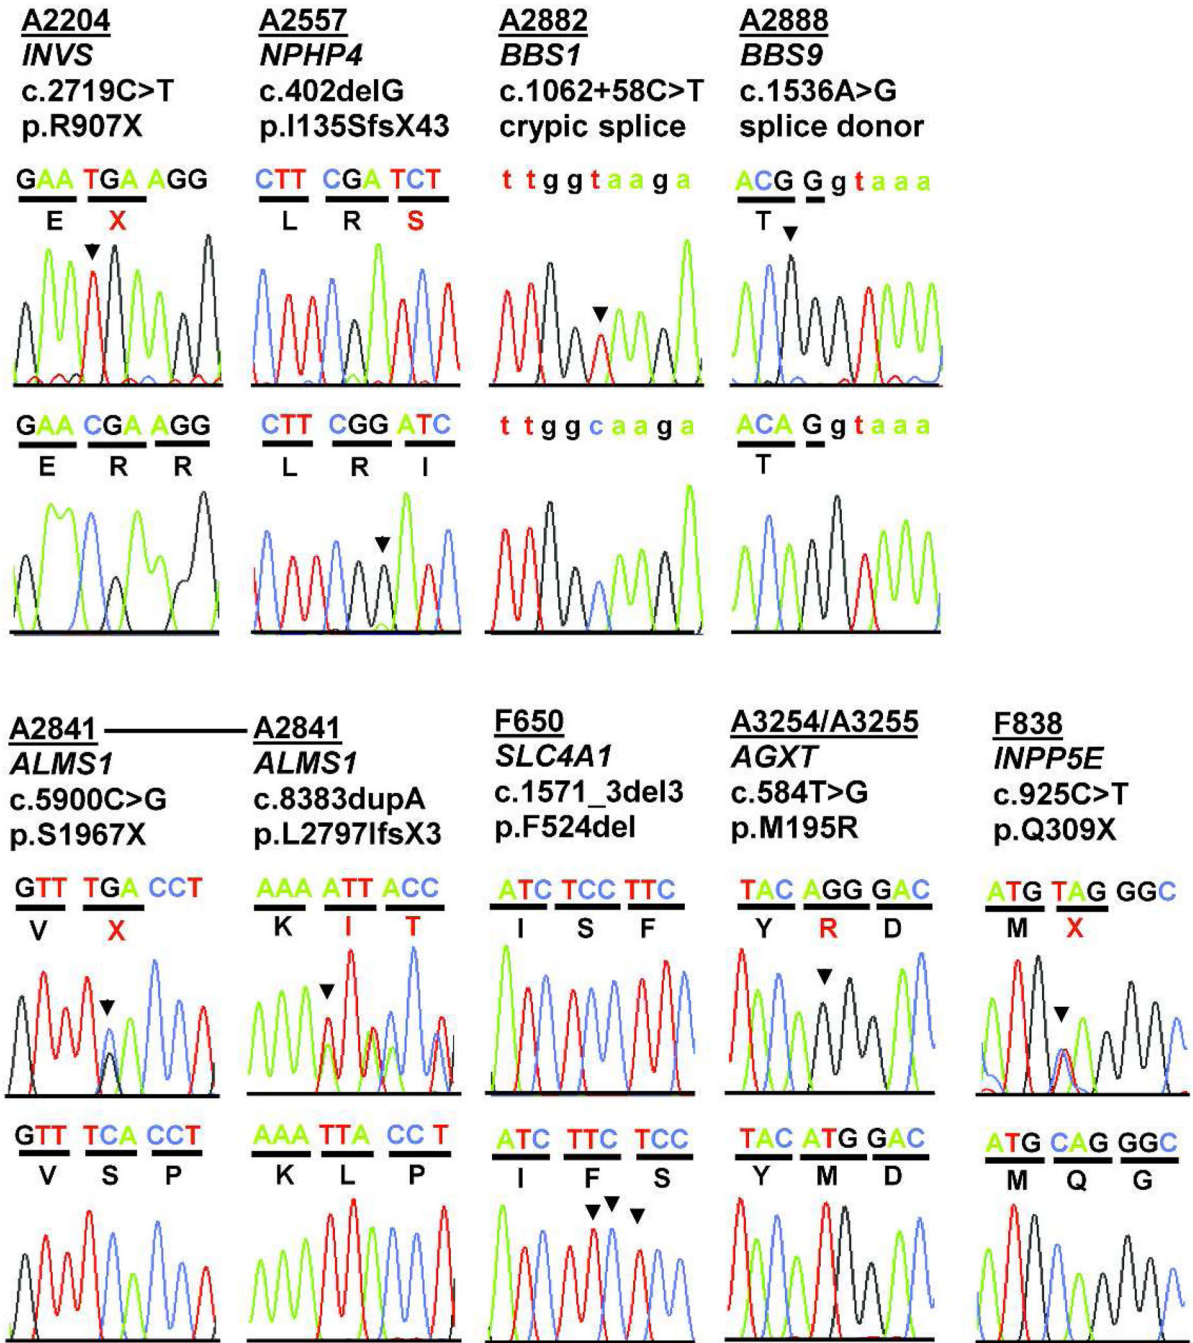 A2204
INVS
c.2719C>T
p.R907X
GAA TGA AGG
E X
GAA CGA AGG
E R R
A2557
NPHP4
c.402delG
p.I135SfsX43
CTT CGA TCT
L R S
CTT CGG ATC
L R I
A2882
BBS1
c.1062+58C>T
crypic splice
t t g g t a a g a
t t g g c a a g a
A2888
BBS9
c.1536A>G
splice donor
ACG G g t a a a
T
ACA G g t a a a
T
A2841
ALMS1
c.5900C>G
p.S1967X
GTT TGA CCT
V X
GTT TCA CCT
V S P
A2841
ALMS1
c.8383dupA
p.L2797IfsX3
AAA ATT ACC
K I T
AAA TTA CC T
K L P
F650
SLC4A1
c.1571_3del3
p.F524del
ATC TCC TTC
I S F
ATC TTC TCC
I F S
A3254/A3255
AGXT
c.584T>G
p.M195R
TAC AGG GAC
Y R D
TAC ATG GAC
Y M D
F838
INPP5E
c.925C>T
p.Q309X
ATG TAG GGC
M X
ATG CAG GGC
M Q G